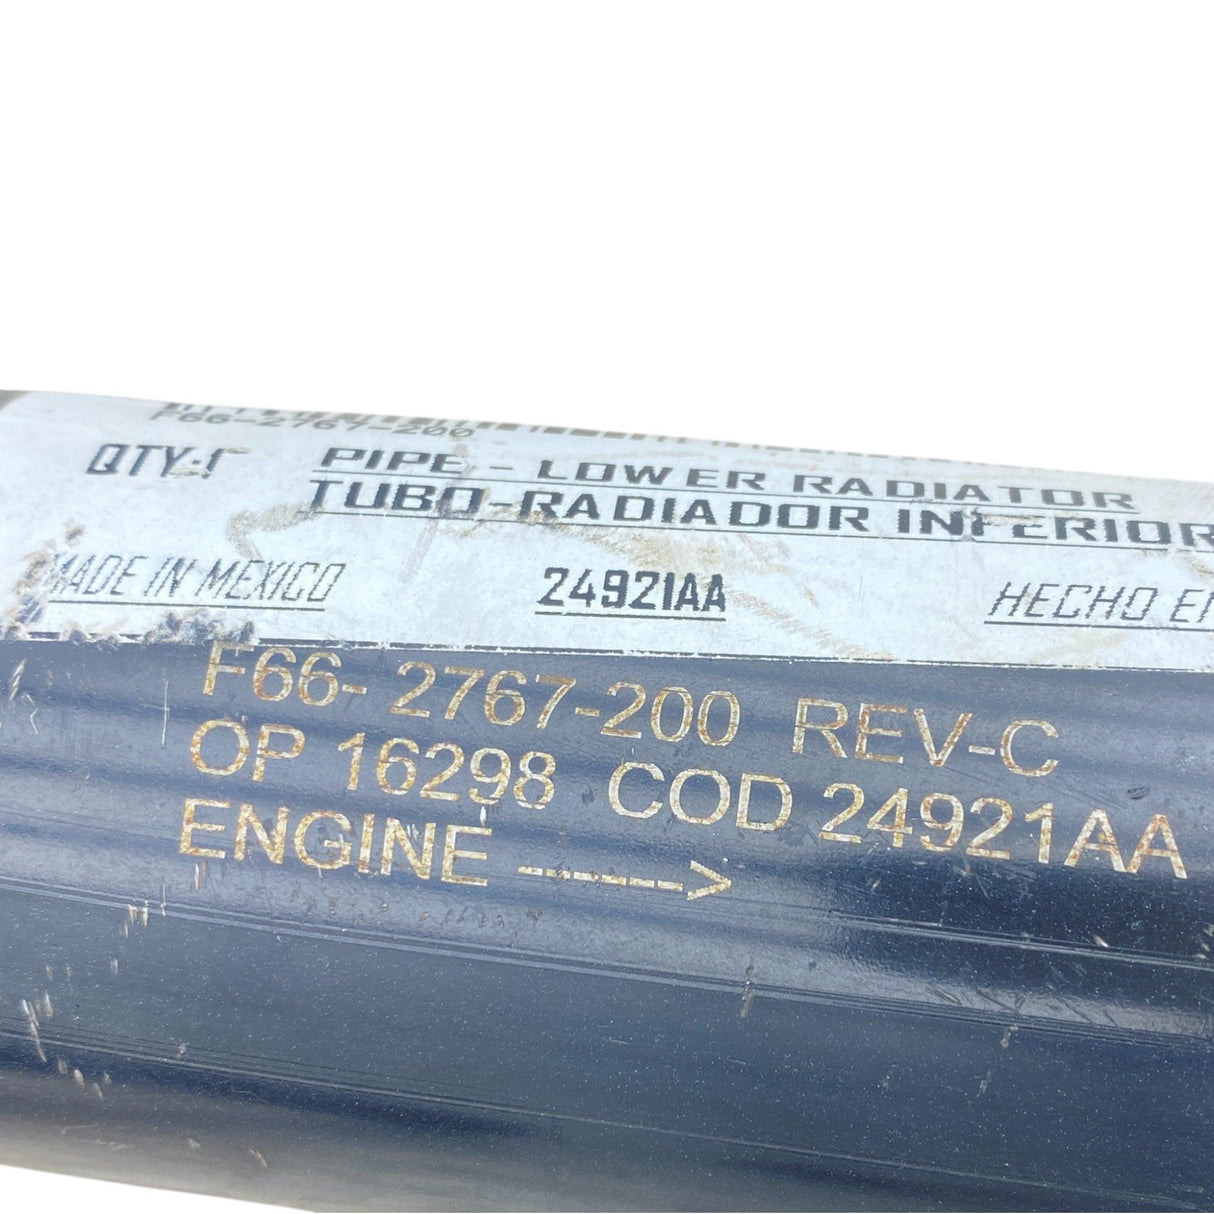 F66-2767-200
QTY:1 PIPE - LOWER RADIATOR
TUBO-RADIADOR INFERIOR
MADE IN MEXICO 24921AA HECHO EN
F66- 2767-200 REV-C
OP 16298 COD 24921AA
ENGINE ------>